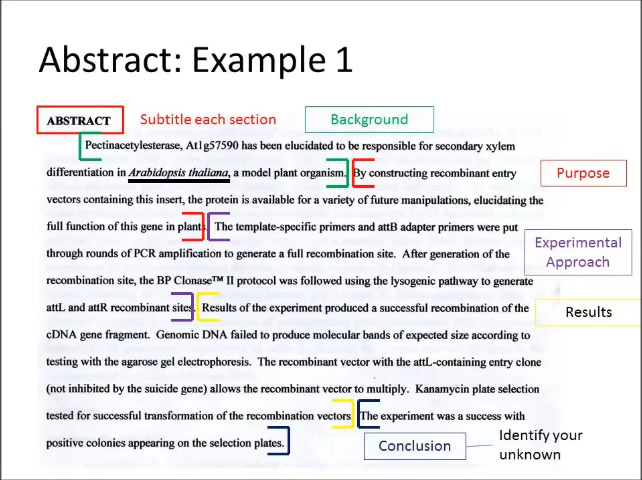 Abstract: Example 1
ABSTRACT
Subtitle each section
Background
Pectinacetylesterase, At1g57590 has been elucidated to be responsible for secondary xylem
differentiation in Arabidopsis thaliana, a model plant organism. By constructing recombinant entry
Purpose
vectors containing this insert, the protein is available for a variety of future manipulations, elucidating the
full function of this gene in plants. The template-specific primers and attB adapter primers were put
Experimental
Approach
through rounds of PCR amplification to generate a full recombination site. After generation of the
recombination site, the BP Clonase™ II protocol was followed using the lysogenic pathway to generate
attL and attR recombinant sites. Results of the experiment produced a successful recombination of the
Results
cDNA gene fragment. Genomic DNA failed to produce molecular bands of expected size according to
testing with the agarose gel electrophoresis. The recombinant vector with the attL-containing entry clone
(not inhibited by the suicide gene) allows the recombinant vector to multiply. Kanamycin plate selection
tested for successful transformation of the recombination vectors. The experiment was a success with
positive colonies appearing on the selection plates.
Conclusion
Identify your
unknown